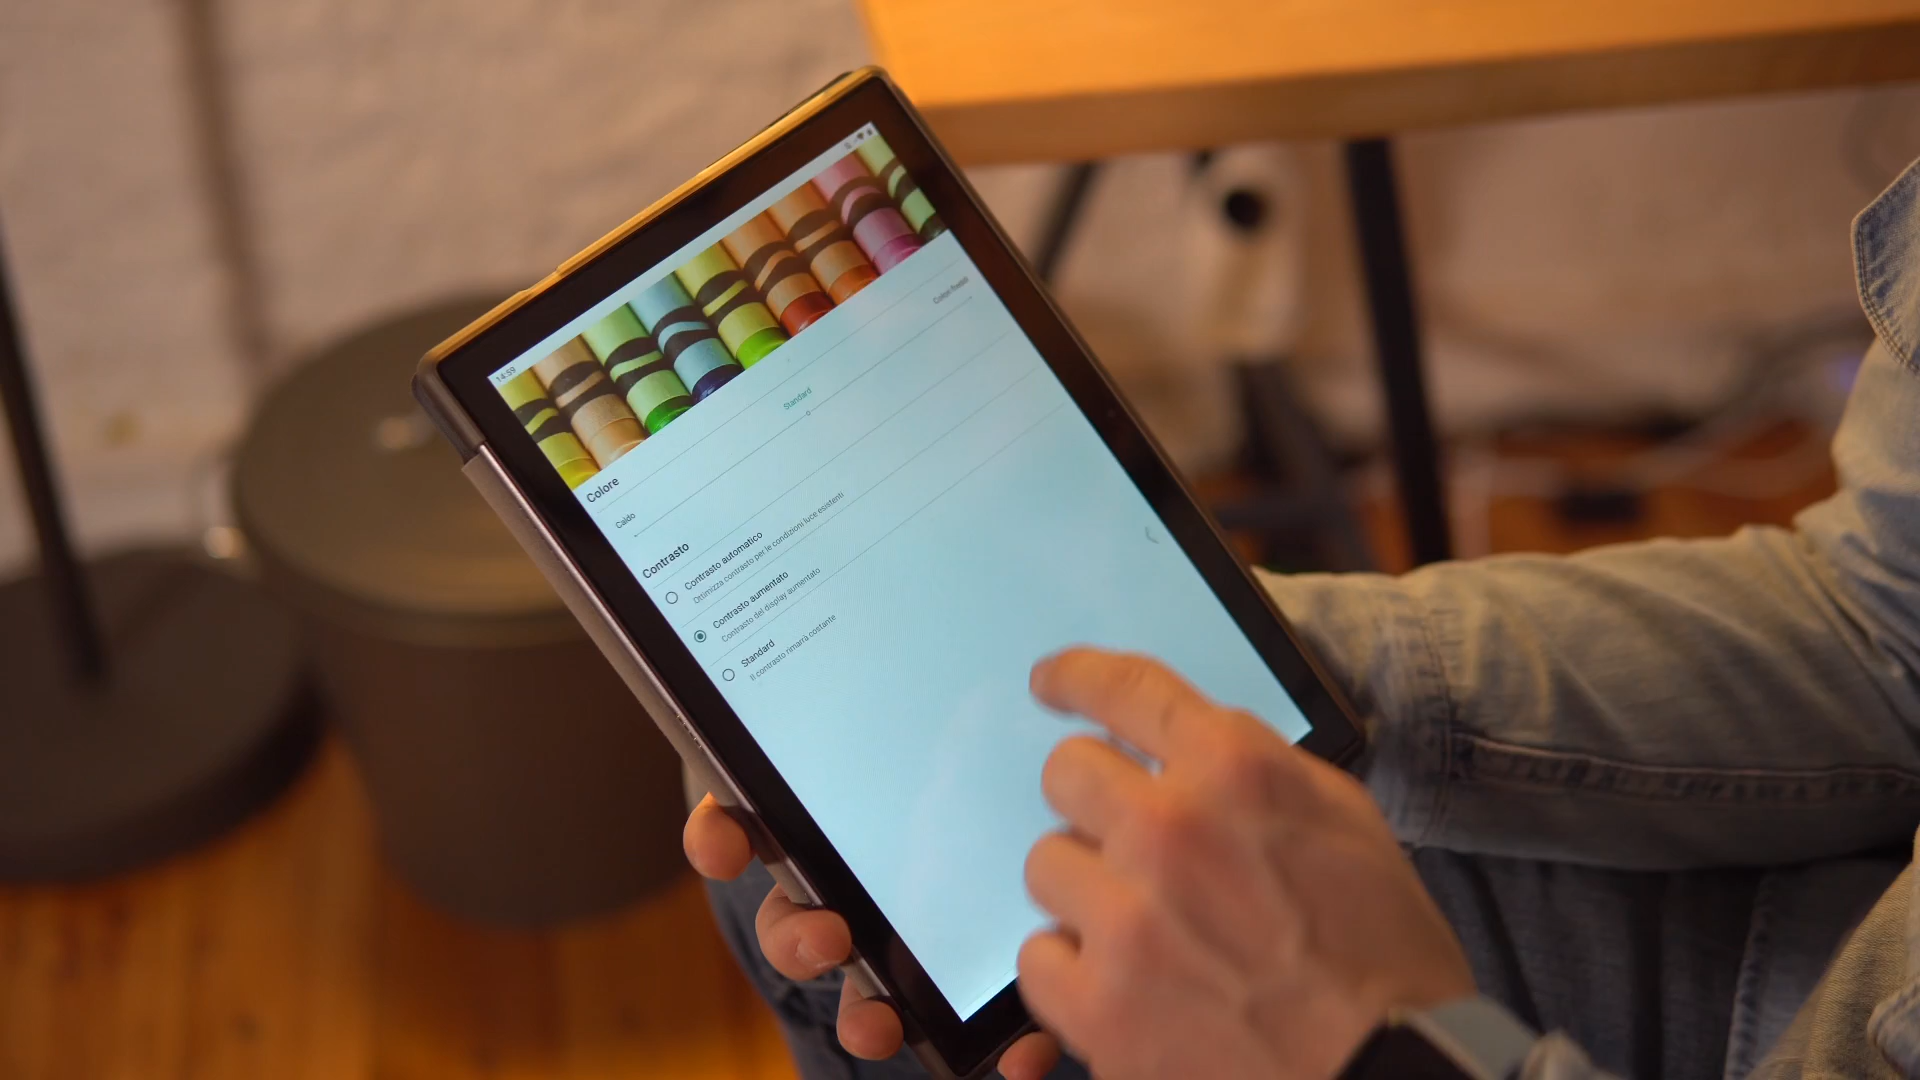 14:59
Colore
Caldo
Standard
Colori freddi
Contrasto
Contrasto automatico
Ottimizza contrasto per le condizioni luce esistenti
Contrasto aumentato
Contrasto del display aumentato
Standard
Il contrasto rimarrà costante